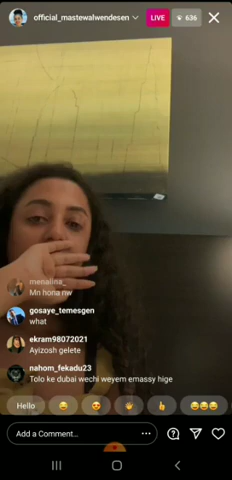 official_mastewalwendesen
LIVE
636
menalina_
Mn hona nw
gosaye_temesgen
what
ekram98072021
Ayizosh gelete
nahom_fekadu23
Tolo ke dubai wechi weyem emassy hige
Hello
Add a Comment...